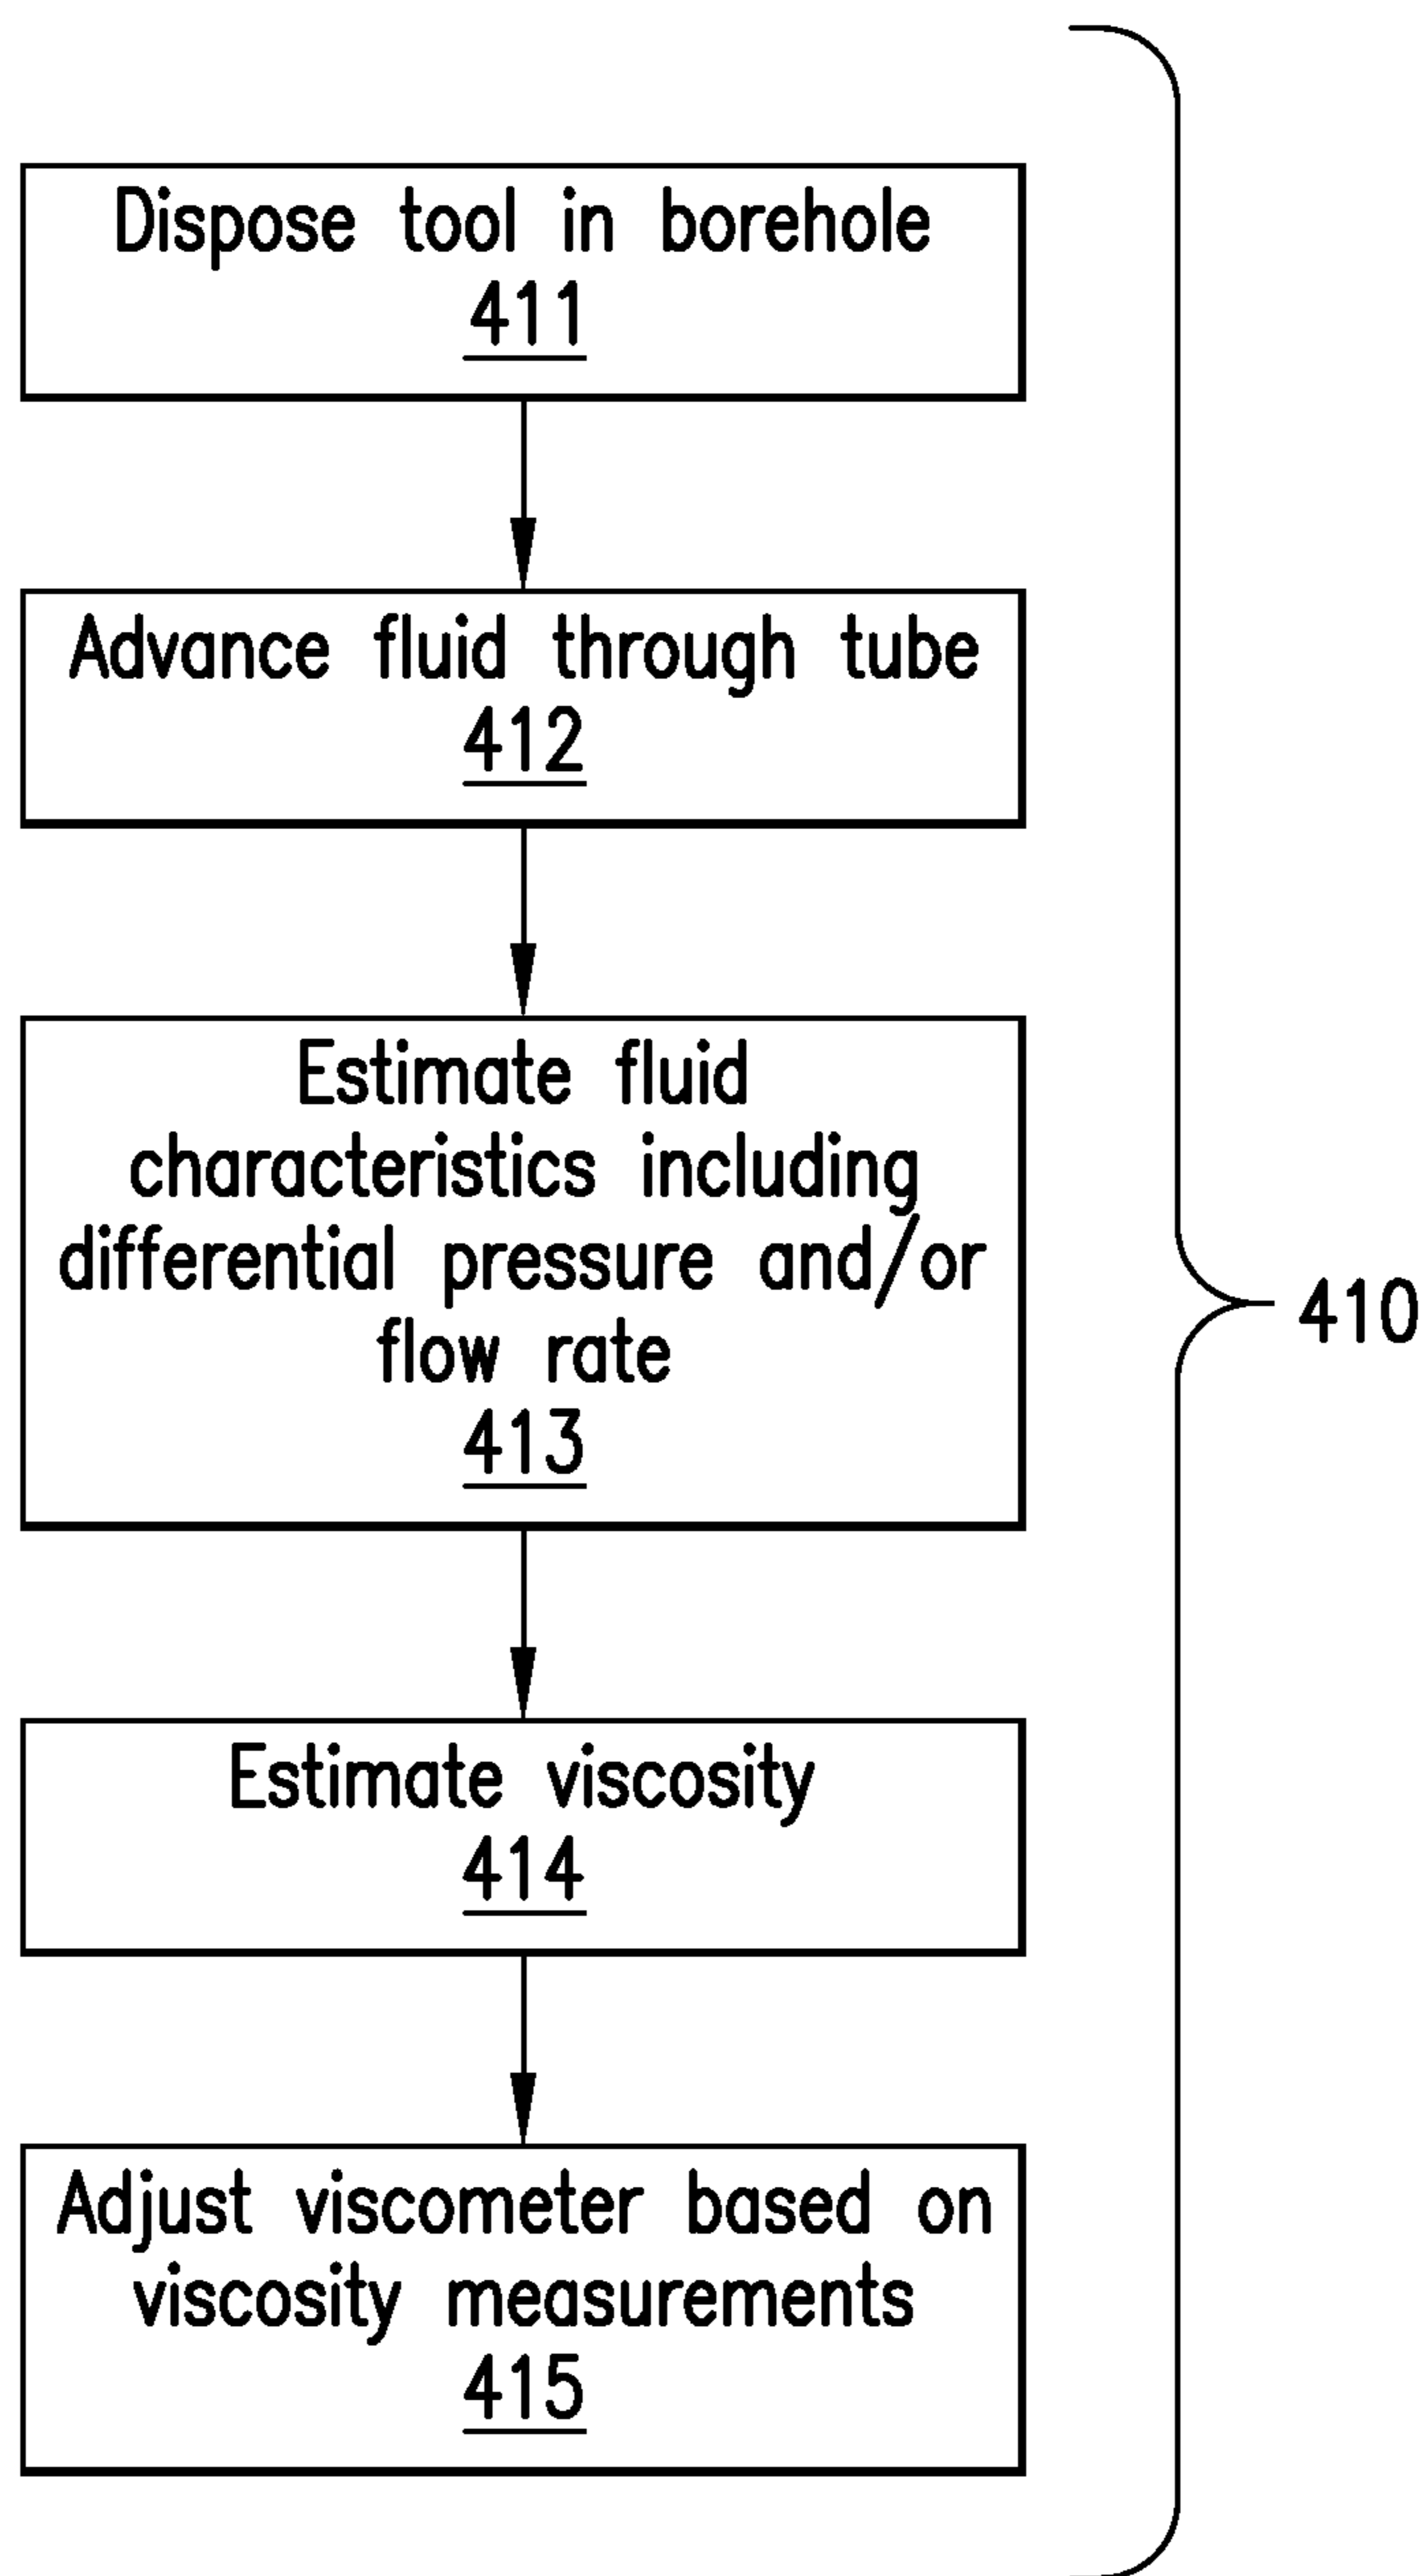 Dispose tool in borehole
411
Advance fluid through tube
412
Estimate fluid
characteristics including
differential pressure and/or
flow rate
413
410
Estimate viscosity
414
Adjust viscometer based on
viscosity measurements
415